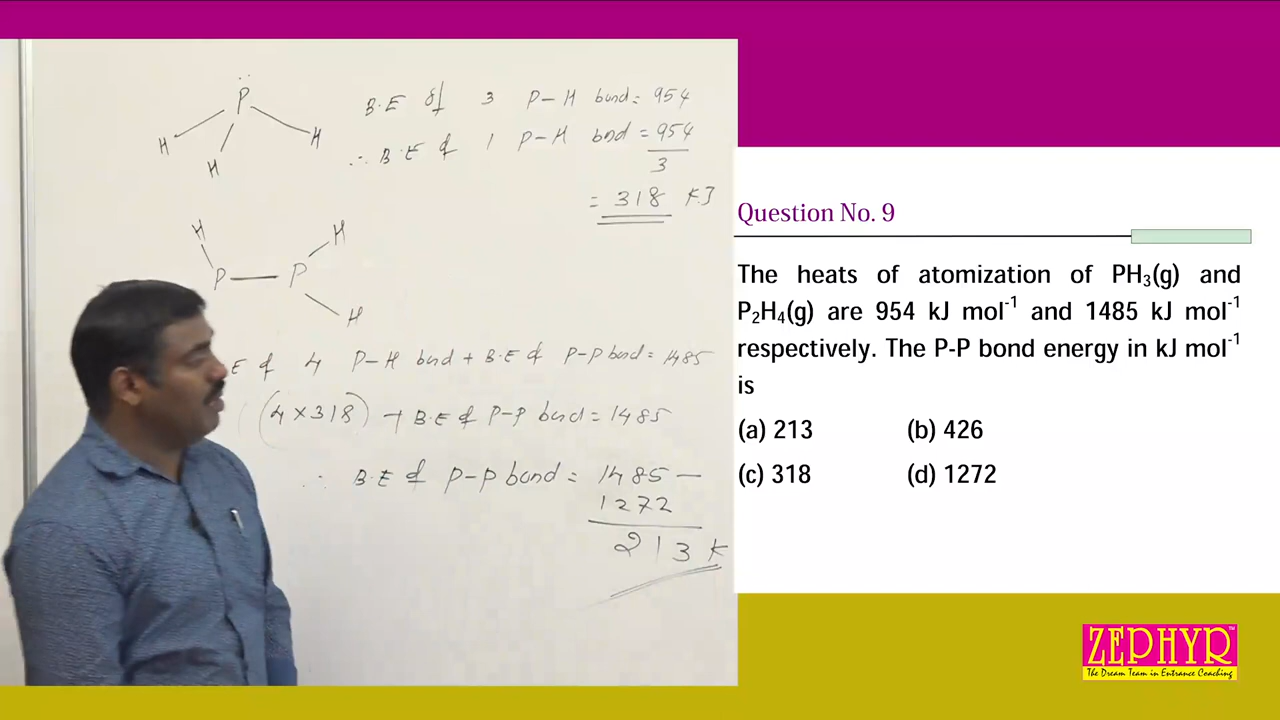 P
H
H
H
B.E of 3 P-H bond = 954
∴ B.E of 1 P-H bond = 954
3
= 318 KJ
H
H
P — P
H
E of 4 P-H bond + B.E of P-P bond = 1485
(4 × 318) + B.E of P-P bond = 1485
∴ B.E of P-P bond = 1485 —
1272
213 K
Question No. 9
The heats of atomization of PH₃(g) and
P₂H₄(g) are 954 kJ mol⁻¹ and 1485 kJ mol⁻¹
respectively. The P-P bond energy in kJ mol⁻¹
is
(a) 213 (b) 426
(c) 318 (d) 1272
ZEPHYR™
The Dream Team in Entrance Coaching